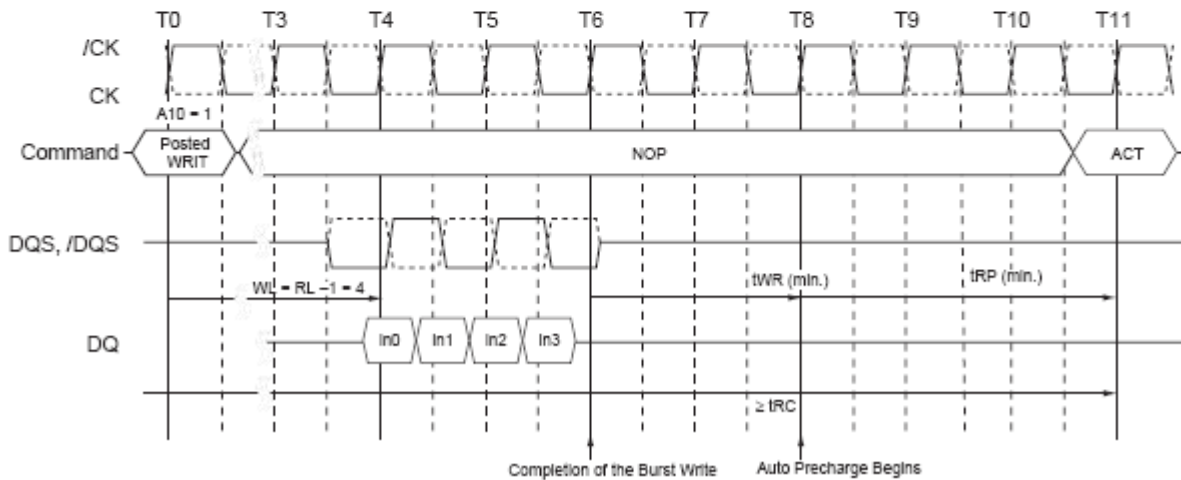 T0 T3 T4 T5 T6 T7 T8 T9 T10 T11
/CK
CK
A10 = 1
Command
Posted
WRIT
NOP
ACT
DQS, /DQS
WL = RL –1 = 4
tWR (min.)
tRP (min.)
DQ
In0 In1 In2 In3
≥ tRC
Completion of the Burst Write
Auto Precharge Begins